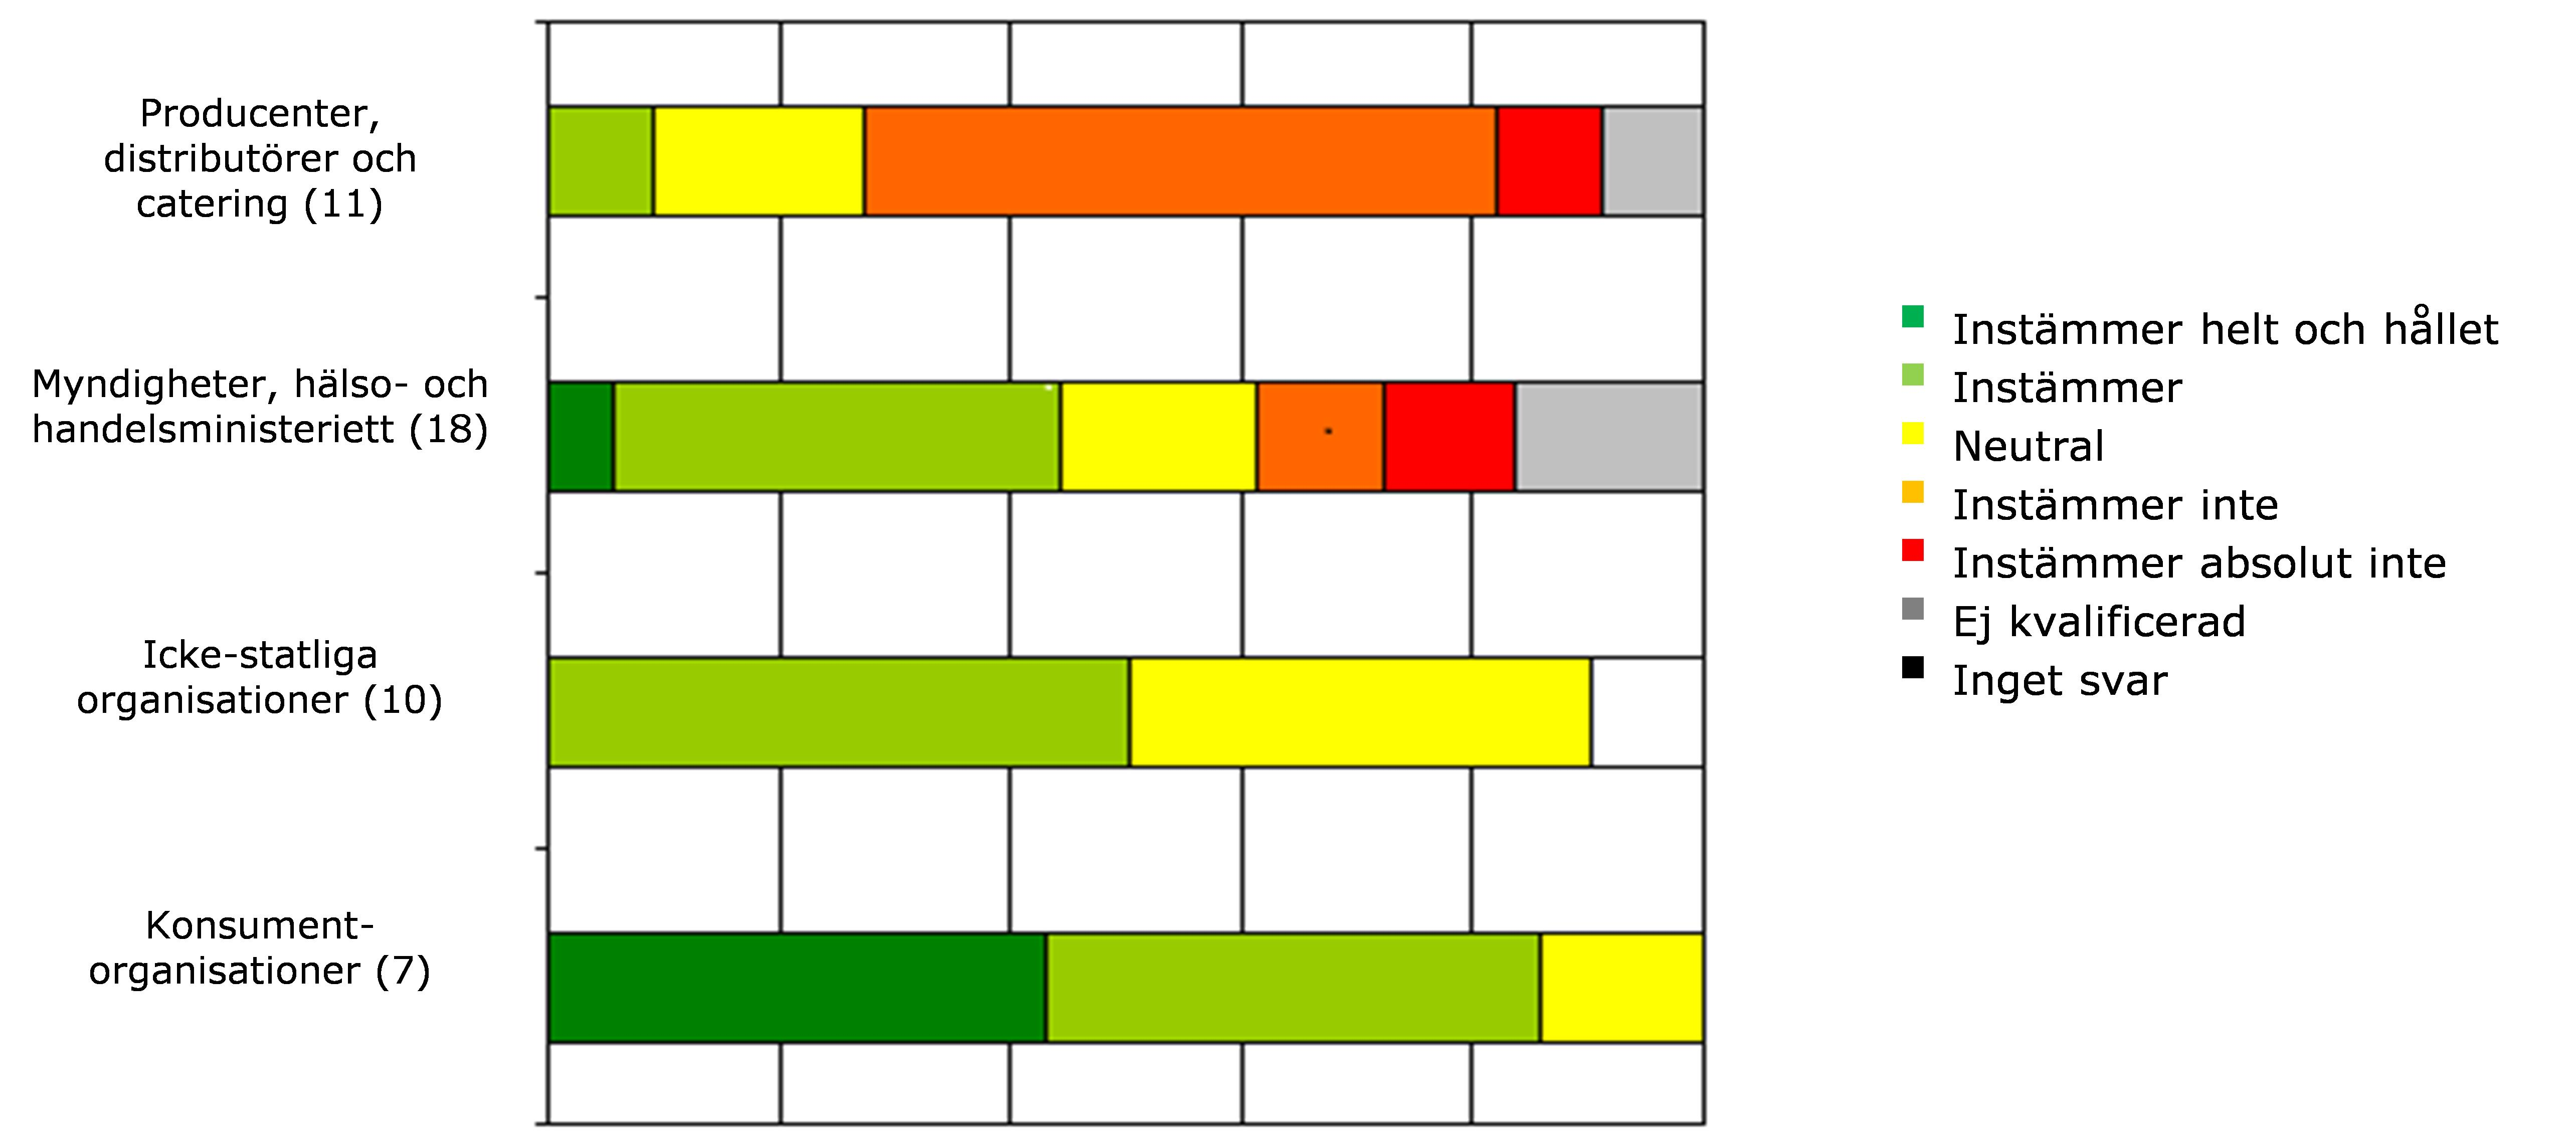 Producenter,
distributörer och
catering (11)
Myndigheter, hälso- och
handelsministeriett (18)
Icke-statliga
organisationer (10)
Konsument-
organisationer (7)
Instämmer helt och hållet
Instämmer
Neutral
Instämmer inte
Instämmer absolut inte
Ej kvalificerad
Inget svar